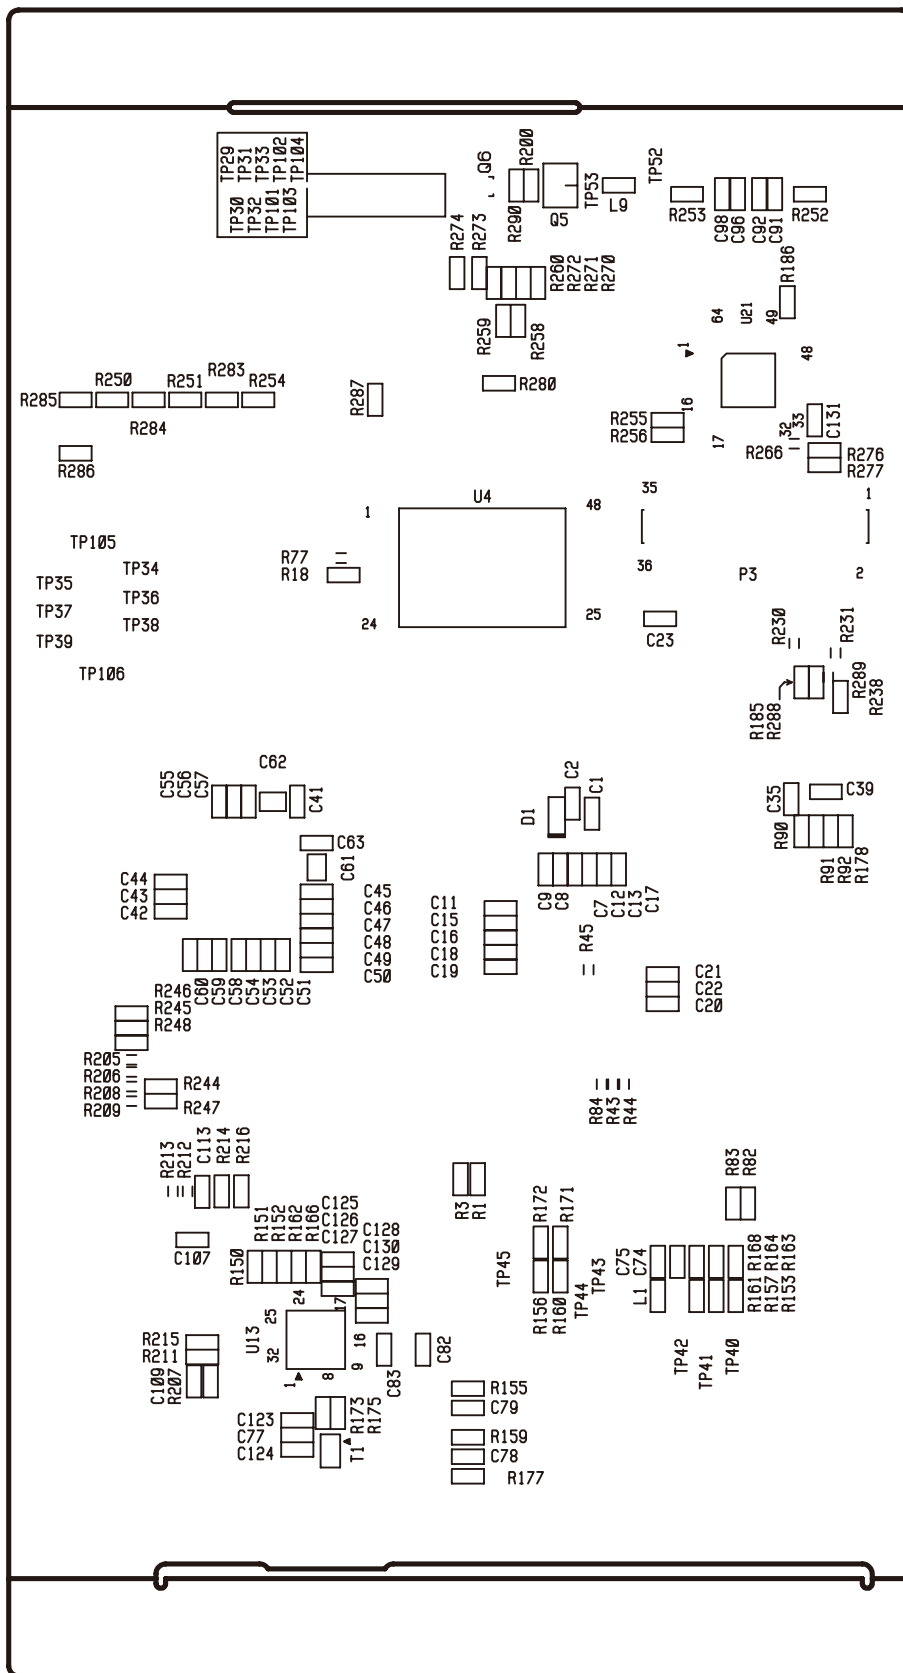 TP29
TP31
TP33
TP102
TP104
TP30
TP32
TP101
TP103
Q6
R200
R290
Q5
TP53
L9
TP52
R253
C98
C96
C92
C91
R252
R274
R273
R260
R272
R271
R270
R186
R259
R258
64
U21
49
1
48
R285
R250
R284
R251
R283
R254
R287
R280
R255
R256
16
17
32
33
C131
R266
R276
R277
R286
1
U4
48
35
1
TP105
TP34
TP35
TP36
TP37
TP38
TP39
TP106
R77
R18
24
25
36
P3
2
C23
R230
R231
R289
R238
R185
R288
C55
C56
C57
C62
C41
C63
C61
D1
C2
C1
C35
C39
R90
R91
R92
R178
C44
C43
C42
C45
C46
C47
C48
C49
C50
C11
C15
C16
C18
C19
C9
C8
C7
C12
C13
C17
R45
C60
C59
C58
C54
C53
C52
C51
C21
C22
C20
R246
R245
R248
R205
R206
R208
R209
R244
R247
R84
R43
R44
R213
R212
C113
R214
R216
C107
R3
R1
R83
R82
R150
R151
R152
R162
R166
C125
C126
C127
C128
C130
C129
R172
R171
TP45
R156
R160
TP44
TP43
C75
C74
L1
R168
R164
R163
R161
R157
R153
TP42
TP41
TP40
24
17
25
U13
32
16
9
1
8
R215
R211
C109
R207
C83
C82
R173
R175
C123
C77
C124
T1
R155
C79
R159
C78
R177